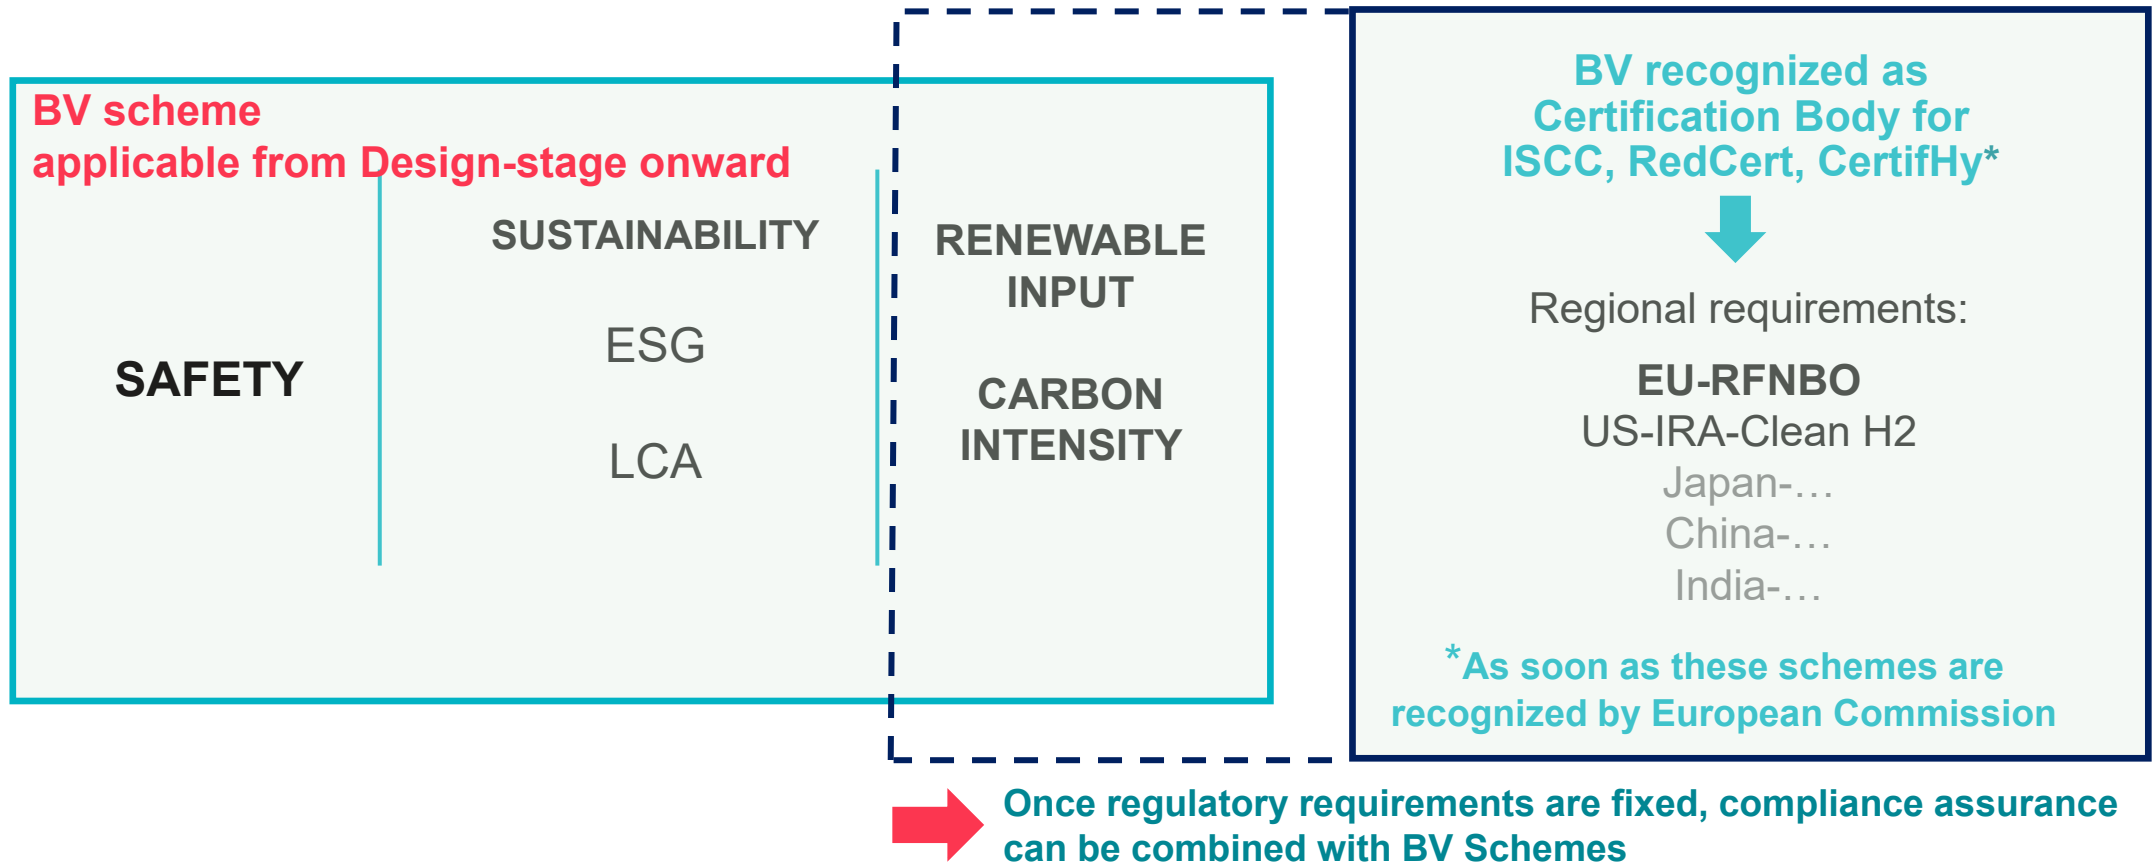 BV scheme
applicable from Design-stage onward
SAFETY
SUSTAINABILITY
ESG
LCA
RENEWABLE
INPUT
CARBON
INTENSITY
BV recognized as
Certification Body for
ISCC, RedCert, CertifHy*
Regional requirements:
EU-RFNBO
US-IRA-Clean H2
Japan-…
China-…
India-…
*As soon as these schemes are
recognized by European Commission
Once regulatory requirements are fixed, compliance assurance
can be combined with BV Schemes